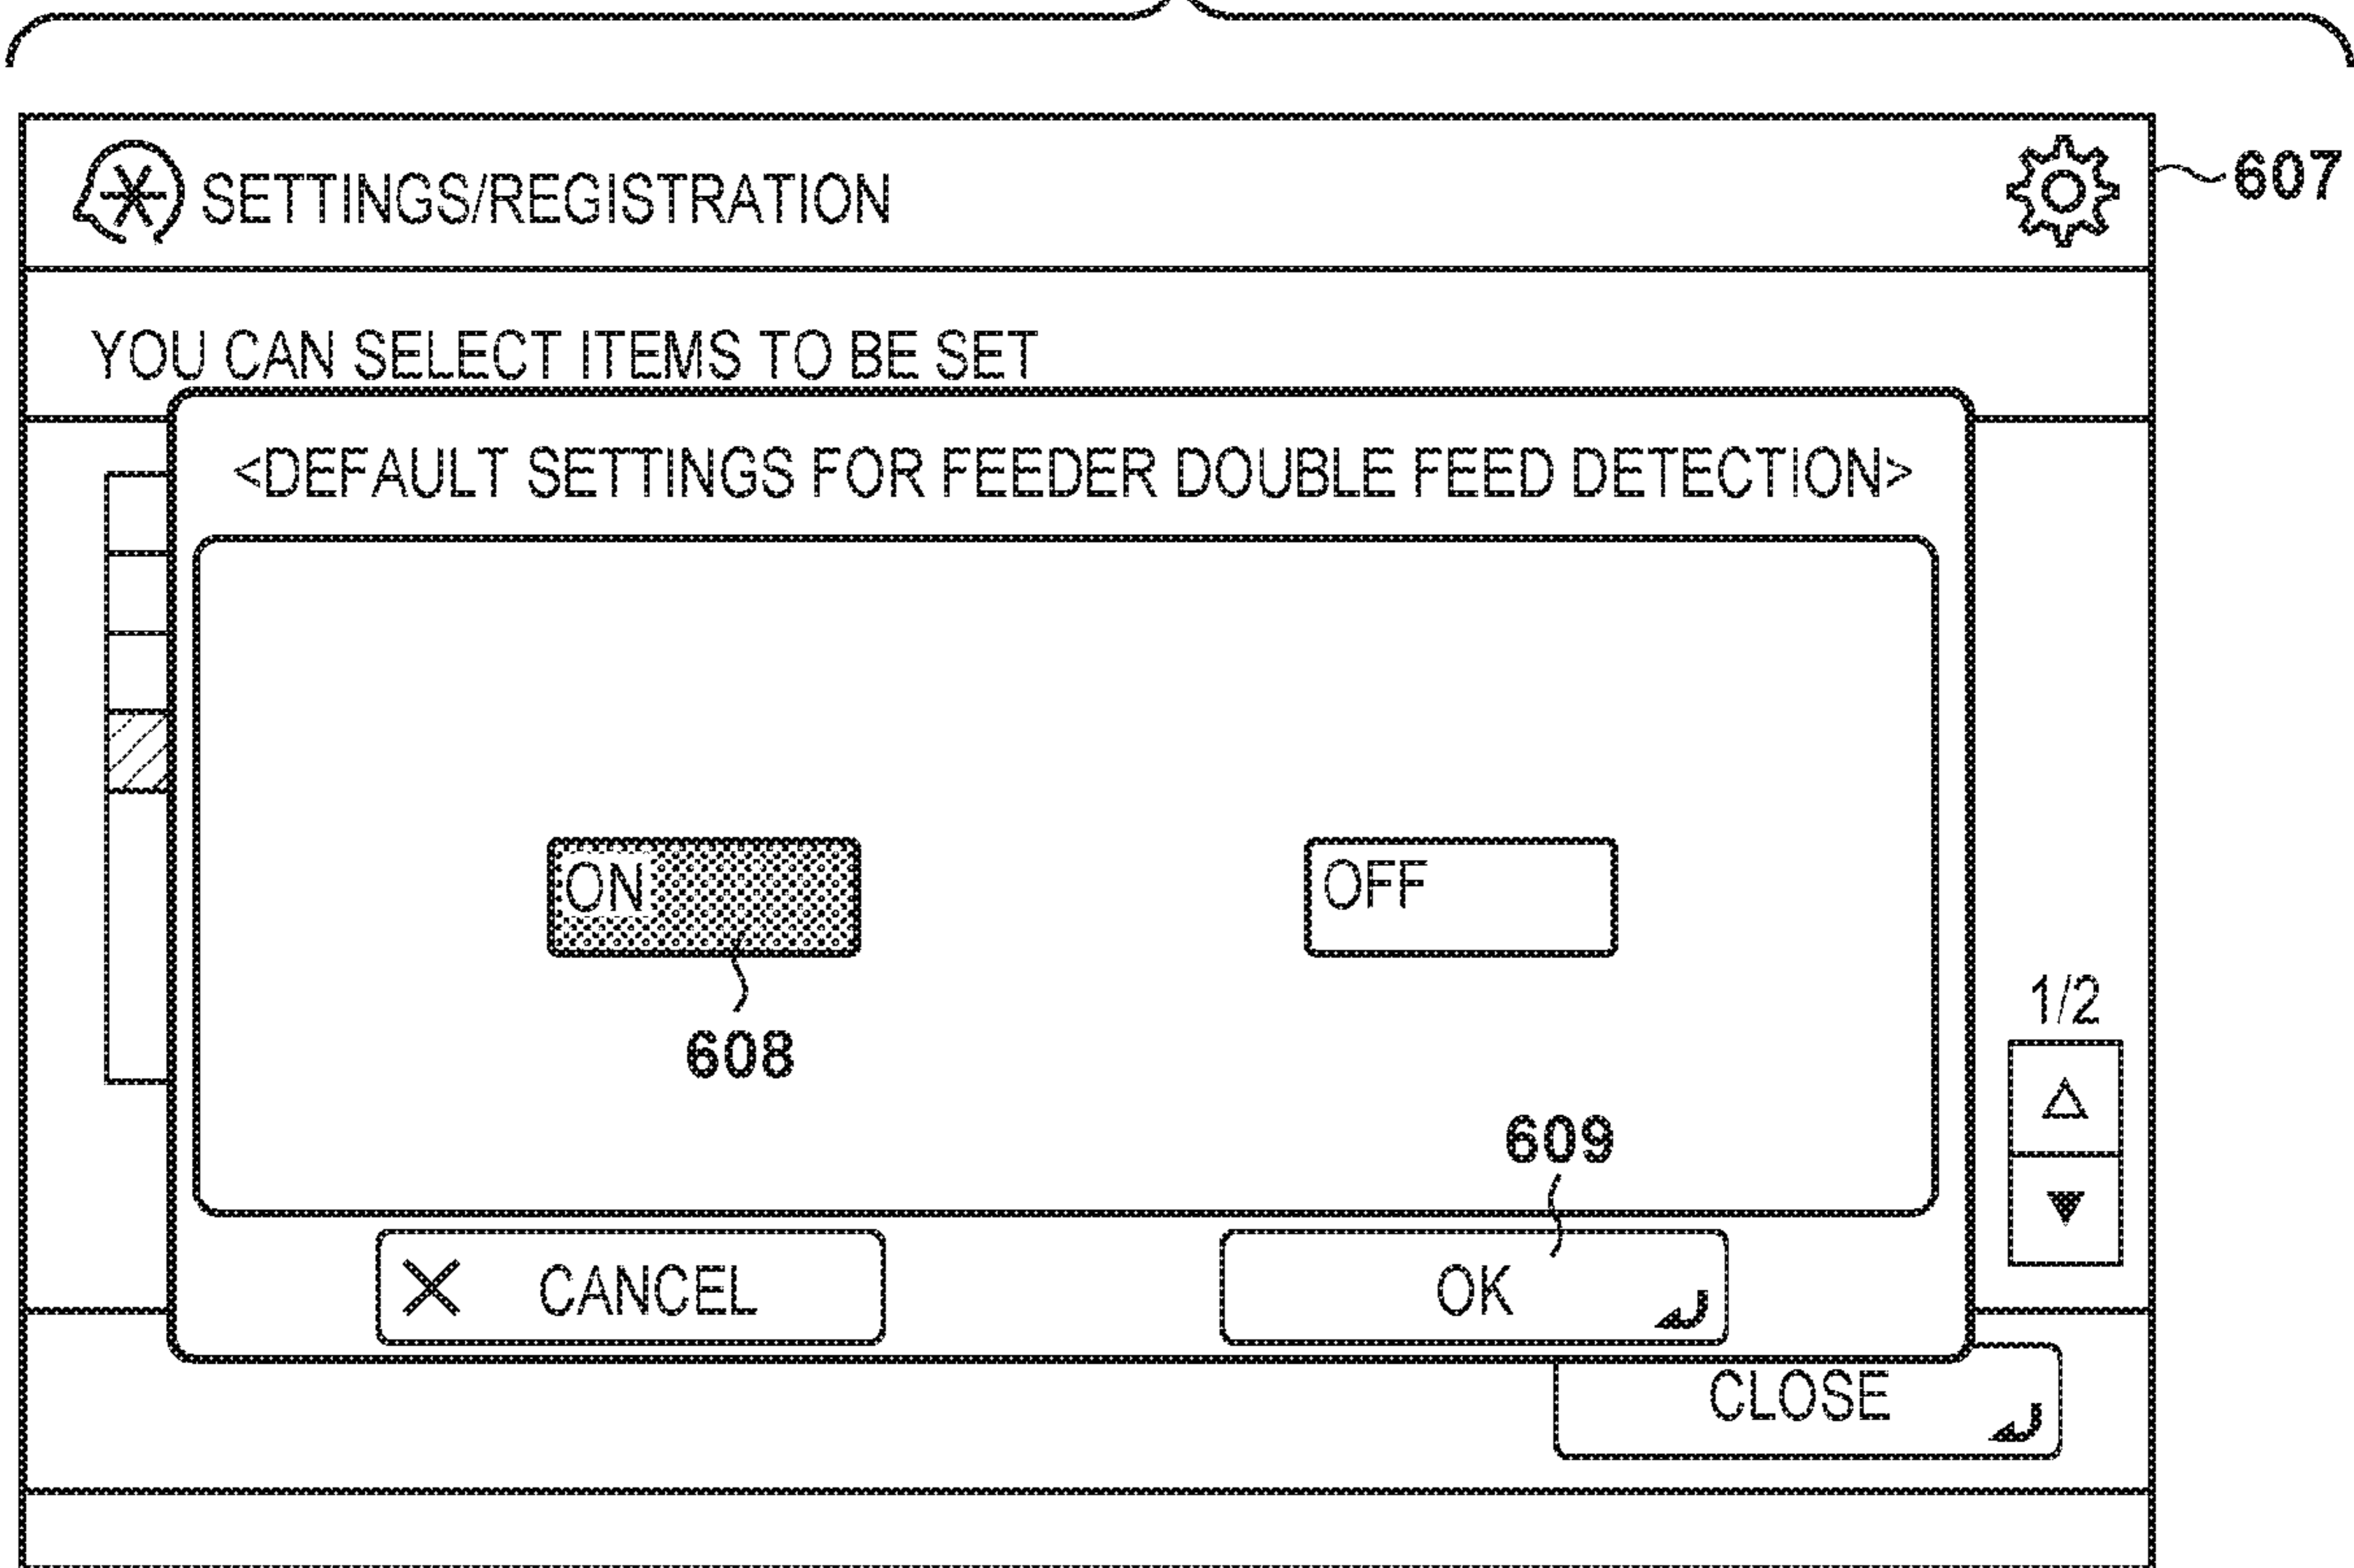 SETTINGS/REGISTRATION
607
YOU CAN SELECT ITEMS TO BE SET
<DEFAULT SETTINGS FOR FEEDER DOUBLE FEED DETECTION>
ON
OFF
608
1/2
609
CANCEL
OK
CLOSE